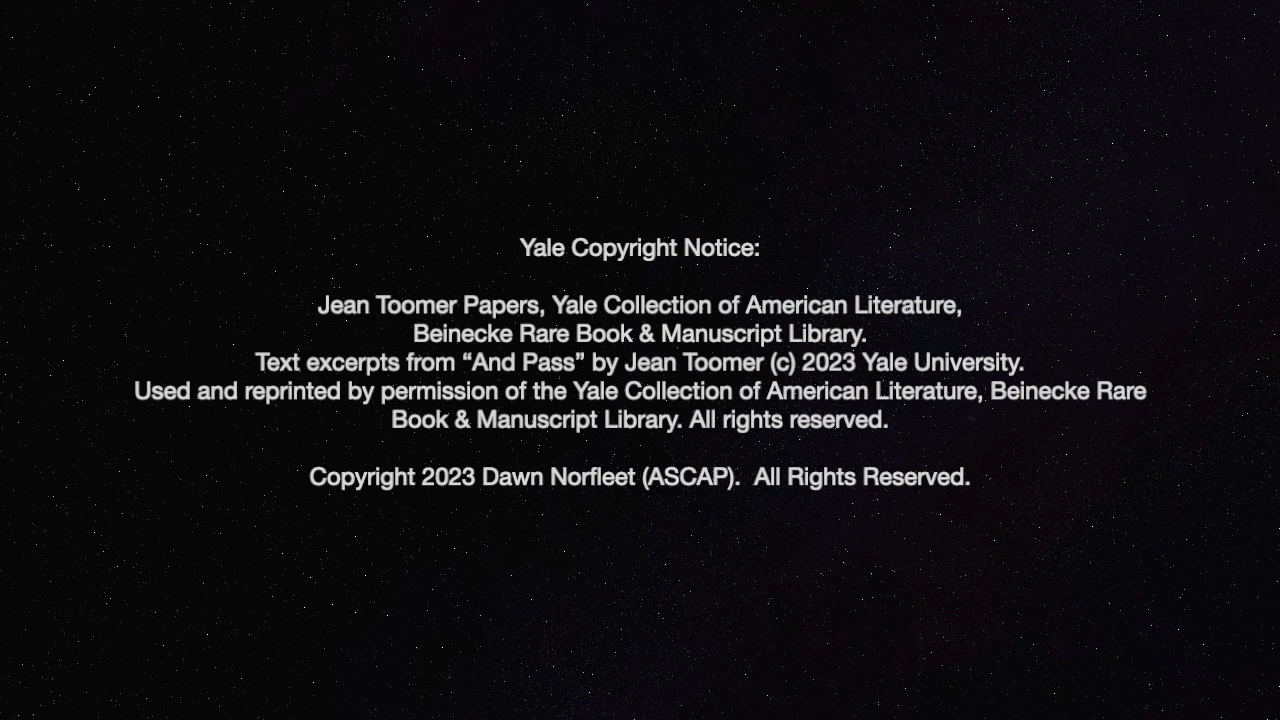 Yale Copyright Notice:
Jean Toomer Papers, Yale Collection of American Literature,
Beinecke Rare Book & Manuscript Library.
Text excerpts from “And Pass” by Jean Toomer (c) 2023 Yale University.
Used and reprinted by permission of the Yale Collection of American Literature, Beinecke Rare
Book & Manuscript Library. All rights reserved.
Copyright 2023 Dawn Norfleet (ASCAP).  All Rights Reserved.